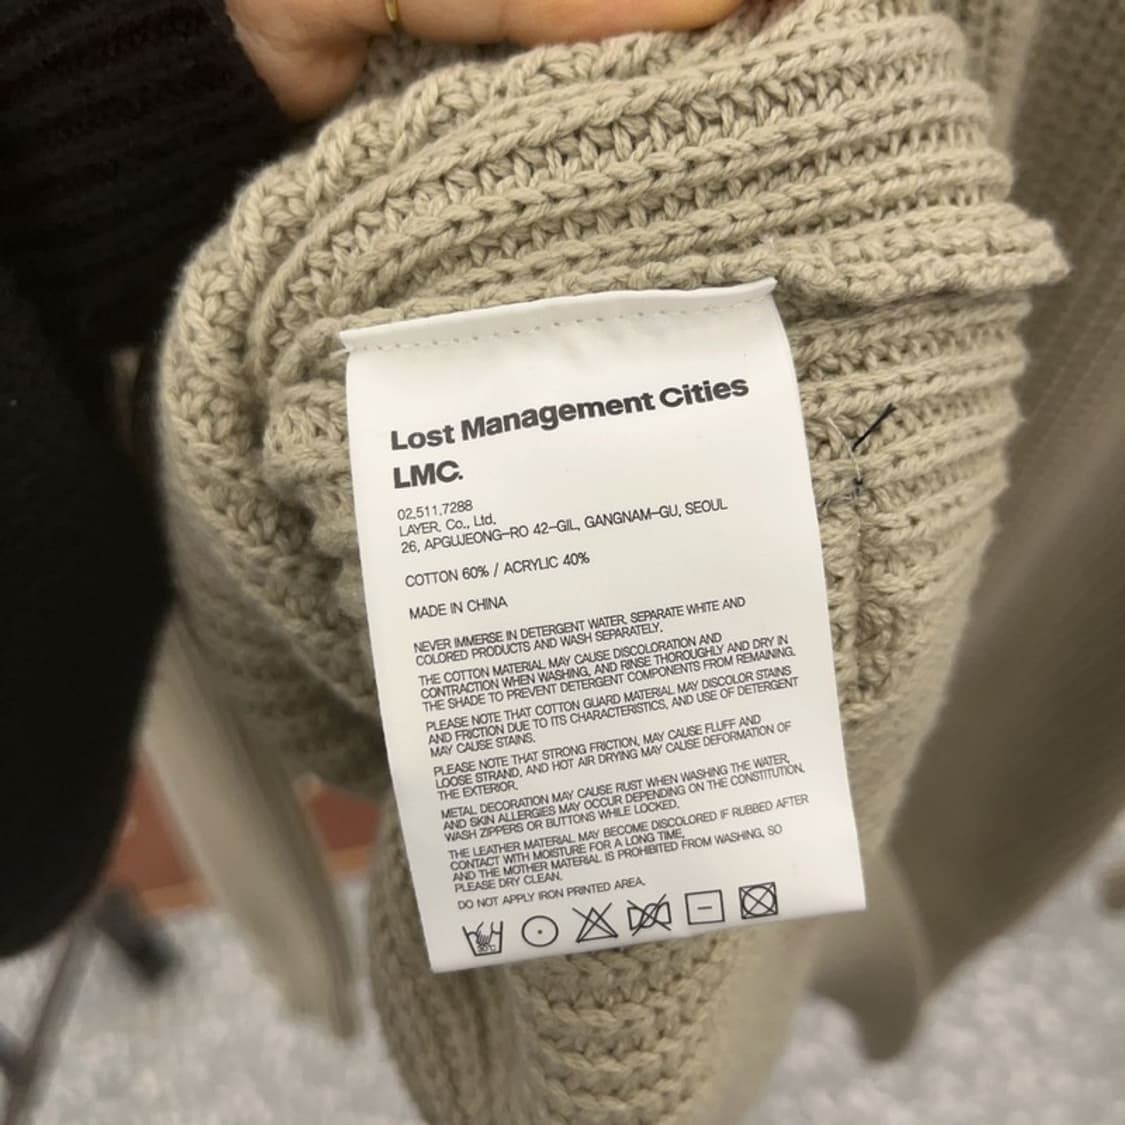 Lost Management Cities
LMC.
02.511.7288
LAYER. Co., Ltd.
26, APGUJEONG-RO 42-GIL, GANGNAM-GU, SEOUL
COTTON 60% / ACRYLIC 40%
MADE IN CHINA
NEVER IMMERSE IN DETERGENT WATER, SEPARATE WHITE AND
COLORED PRODUCTS AND WASH SEPARATELY.
THE COTTON MATERIAL MAY CAUSE DISCOLORATION AND
CONTRACTION WHEN WASHING, AND RINSE THOROUGHLY AND DRY IN
THE SHADE TO PREVENT DETERGENT COMPONENTS FROM REMAINING.
PLEASE NOTE THAT COTTON GUARD MATERIAL MAY DISCOLOR STAINS
AND FRICTION DUE TO ITS CHARACTERISTICS, AND USE OF DETERGENT
MAY CAUSE STAINS.
PLEASE NOTE THAT STRONG FRICTION, MAY CAUSE FLUFF AND
LOOSE STRAND, AND HOT AIR DRYING MAY CAUSE DEFORMATION OF
THE EXTERIOR.
METAL DECORATION MAY CAUSE RUST WHEN WASHING THE WATER,
AND SKIN ALLERGIES MAY OCCUR DEPENDING ON THE CONSTITUTION,
WASH ZIPPERS OR BUTTONS WHILE LOCKED.
THE LEATHER MATERIAL MAY BECOME DISCOLORED IF RUBBED AFTER
CONTACT WITH MOISTURE FOR A LONG TIME,
AND THE MOTHER MATERIAL IS PROHIBITED FROM WASHING, SO
PLEASE DRY CLEAN.
DO NOT APPLY IRON PRINTED AREA.
30°C